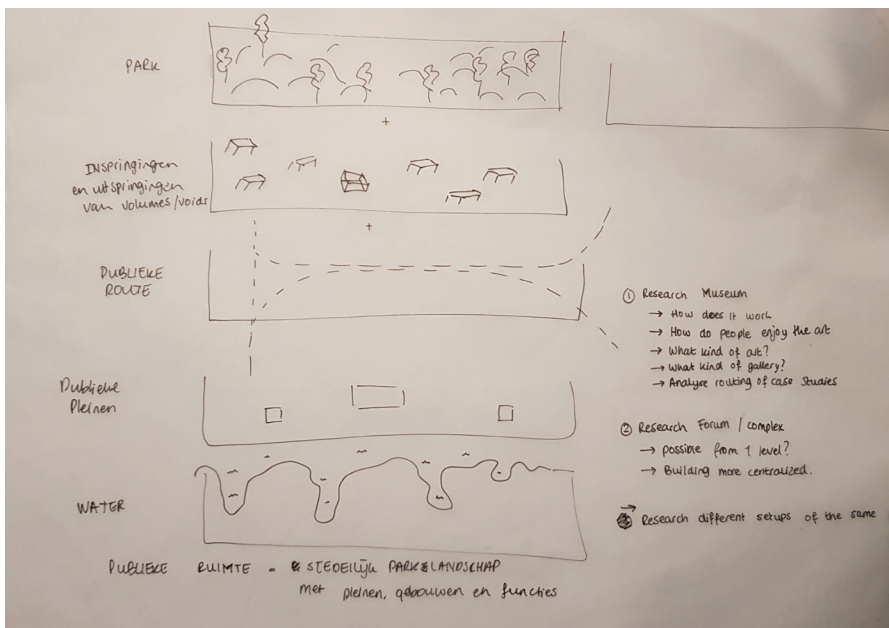 PARK
+
INspringingen
en uitspringingen
van volumes/voids
+
PUBLIEKE
ROUTE
Publieke
Pleinen
WATER
PUBLIEKE RUIMTE = STEDELIJK PARK&LANDSCHAP
met pleinen, gebouwen en functies
① Research Museum
→ How does it work
→ How do people enjoy the art
→ What kind of art?
→ What kind of gallery?
→ Analyse routing of case studies
② Research Forum / complex
→ possible from 1 level?
→ Building more centralized.
→ Research different setups of the same